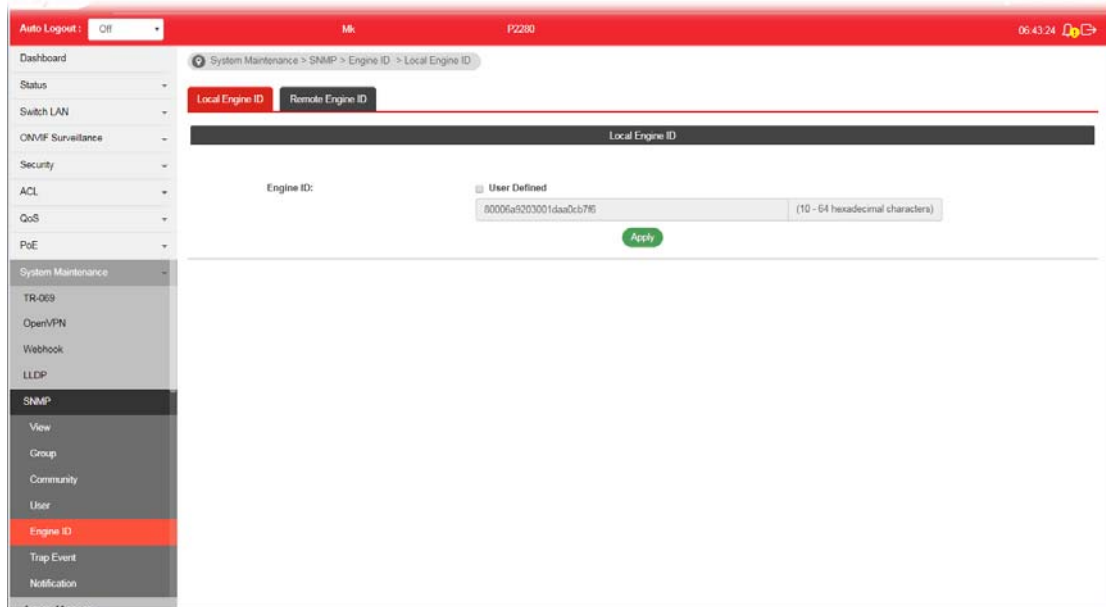 Auto Logout : Off Mk P2280 06:43:24
Dashboard
Status
Switch LAN
ONVIF Surveillance
Security
ACL
QoS
PoE
System Maintenance
TR-069
OpenVPN
Webhook
LLDP
SNMP
View
Group
Community
User
Engine ID
Trap Event
Notification
System Maintenance > SNMP > Engine ID > Local Engine ID
Local Engine ID Remote Engine ID
Local Engine ID
Engine ID: User Defined
80006a9203001daa0cb7f6 (10 - 64 hexadecimal characters)
Apply